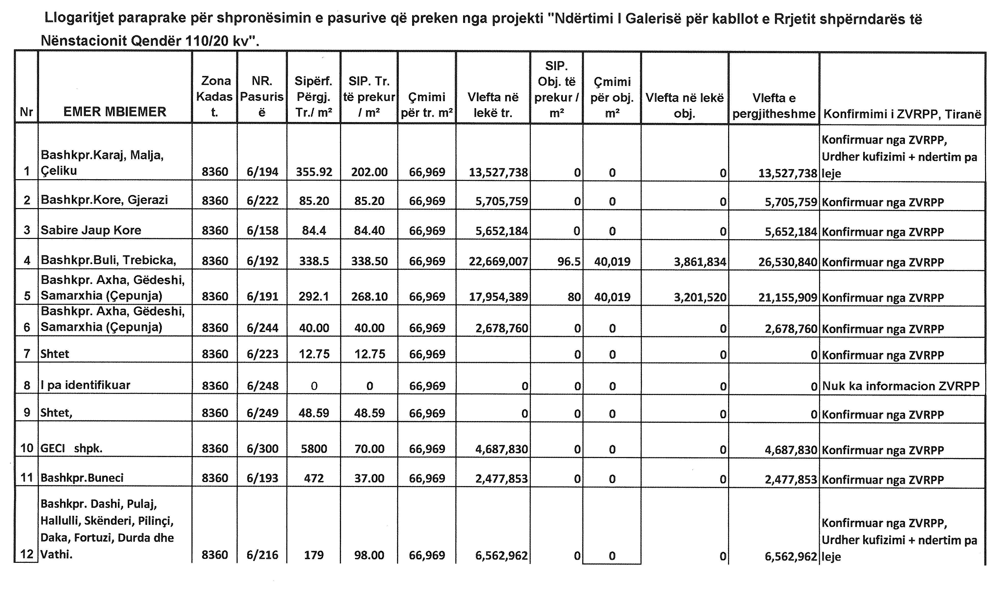 Llogaritjet paraprake për shpronësimin e pasurive që preken nga projekti "Ndërtimi I Galerisë për kabllot e Rrjetit shpërndarës të
Nënstacionit Qendër 110/20 kv".
Nr EMER MBIEMER Zona Kadas t. NR. Pasuris ë Sipërf. Përgj. Tr./ m² SIP. Tr. të prekur / m² Çmimi për tr. m² Vlefta në lekë tr. SIP. Obj. të prekur / m² Çmimi për obj. m² Vlefta në lekë obj. Vlefta e pergjitheshme Konfirmimi i ZVRPP, Tiranë
1 Bashkpr.Karaj, Malja, Çeliku 8360 6/194 355.92 202.00 66,969 13,527,738 0 0 0 13,527,738 Konfirmuar nga ZVRPP, Urdher kufizimi + ndertim pa leje
2 Bashkpr.Kore, Gjerazi 8360 6/222 85.20 85.20 66,969 5,705,759 0 0 0 5,705,759 Konfirmuar nga ZVRPP
3 Sabire Jaup Kore 8360 6/158 84.4 84.40 66,969 5,652,184 0 0 0 5,652,184 Konfirmuar nga ZVRPP
4 Bashkpr.Buli, Trebicka, 8360 6/192 338.5 338.50 66,969 22,669,007 96.5 40,019 3,861,834 26,530,840 Konfirmuar nga ZVRPP
5 Bashkpr. Axha, Gëdeshi, Samarxhia (Çepunja) 8360 6/191 292.1 268.10 66,969 17,954,389 80 40,019 3,201,520 21,155,909 Konfirmuar nga ZVRPP
6 Bashkpr. Axha, Gëdeshi, Samarxhia (Çepunja) 8360 6/244 40.00 40.00 66,969 2,678,760 0 0 0 2,678,760 Konfirmuar nga ZVRPP
7 Shtet 8360 6/223 12.75 12.75 66,969 0 0 0 0 Konfirmuar nga ZVRPP
8 I pa identifikuar 8360 6/248 0 0 66,969 0 0 0 0 0 Nuk ka informacion ZVRPP
9 Shtet, 8360 6/249 48.59 48.59 66,969 0 0 0 0 0 Konfirmuar nga ZVRPP
10 GECI shpk. 8360 6/300 5800 70.00 66,969 4,687,830 0 0 0 4,687,830 Konfirmuar nga ZVRPP
11 Bashkpr.Buneci 8360 6/193 472 37.00 66,969 2,477,853 0 0 0 2,477,853 Konfirmuar nga ZVRPP
12 Bashkpr. Dashi, Pulaj, Hallulli, Skënderi, Pilinçi, Daka, Fortuzi, Durda dhe Vathi. 8360 6/216 179 98.00 66,969 6,562,962 0 0 0 6,562,962 Konfirmuar nga ZVRPP, Urdher kufizimi + ndertim pa leje